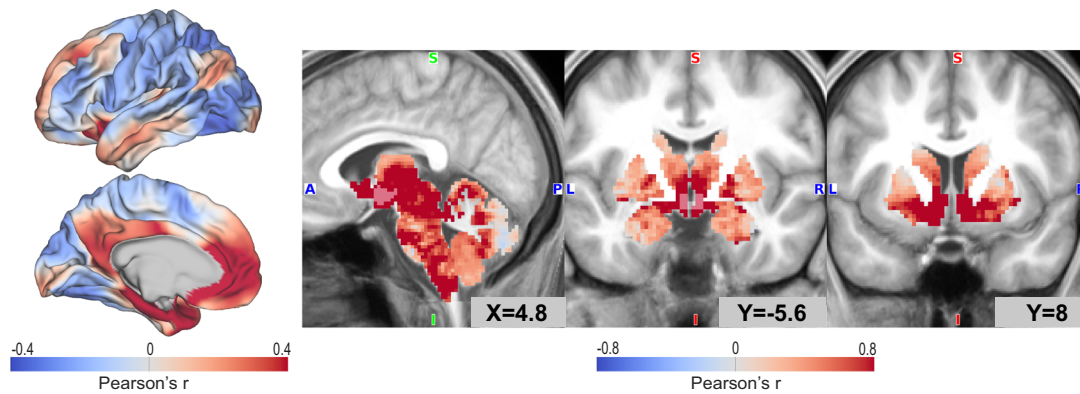 S S S
A P L R L
X=4.8 Y=-5.6 Y=8
I I I
-0.4 0 0.4
Pearson's r
-0.8 0 0.8
Pearson's r